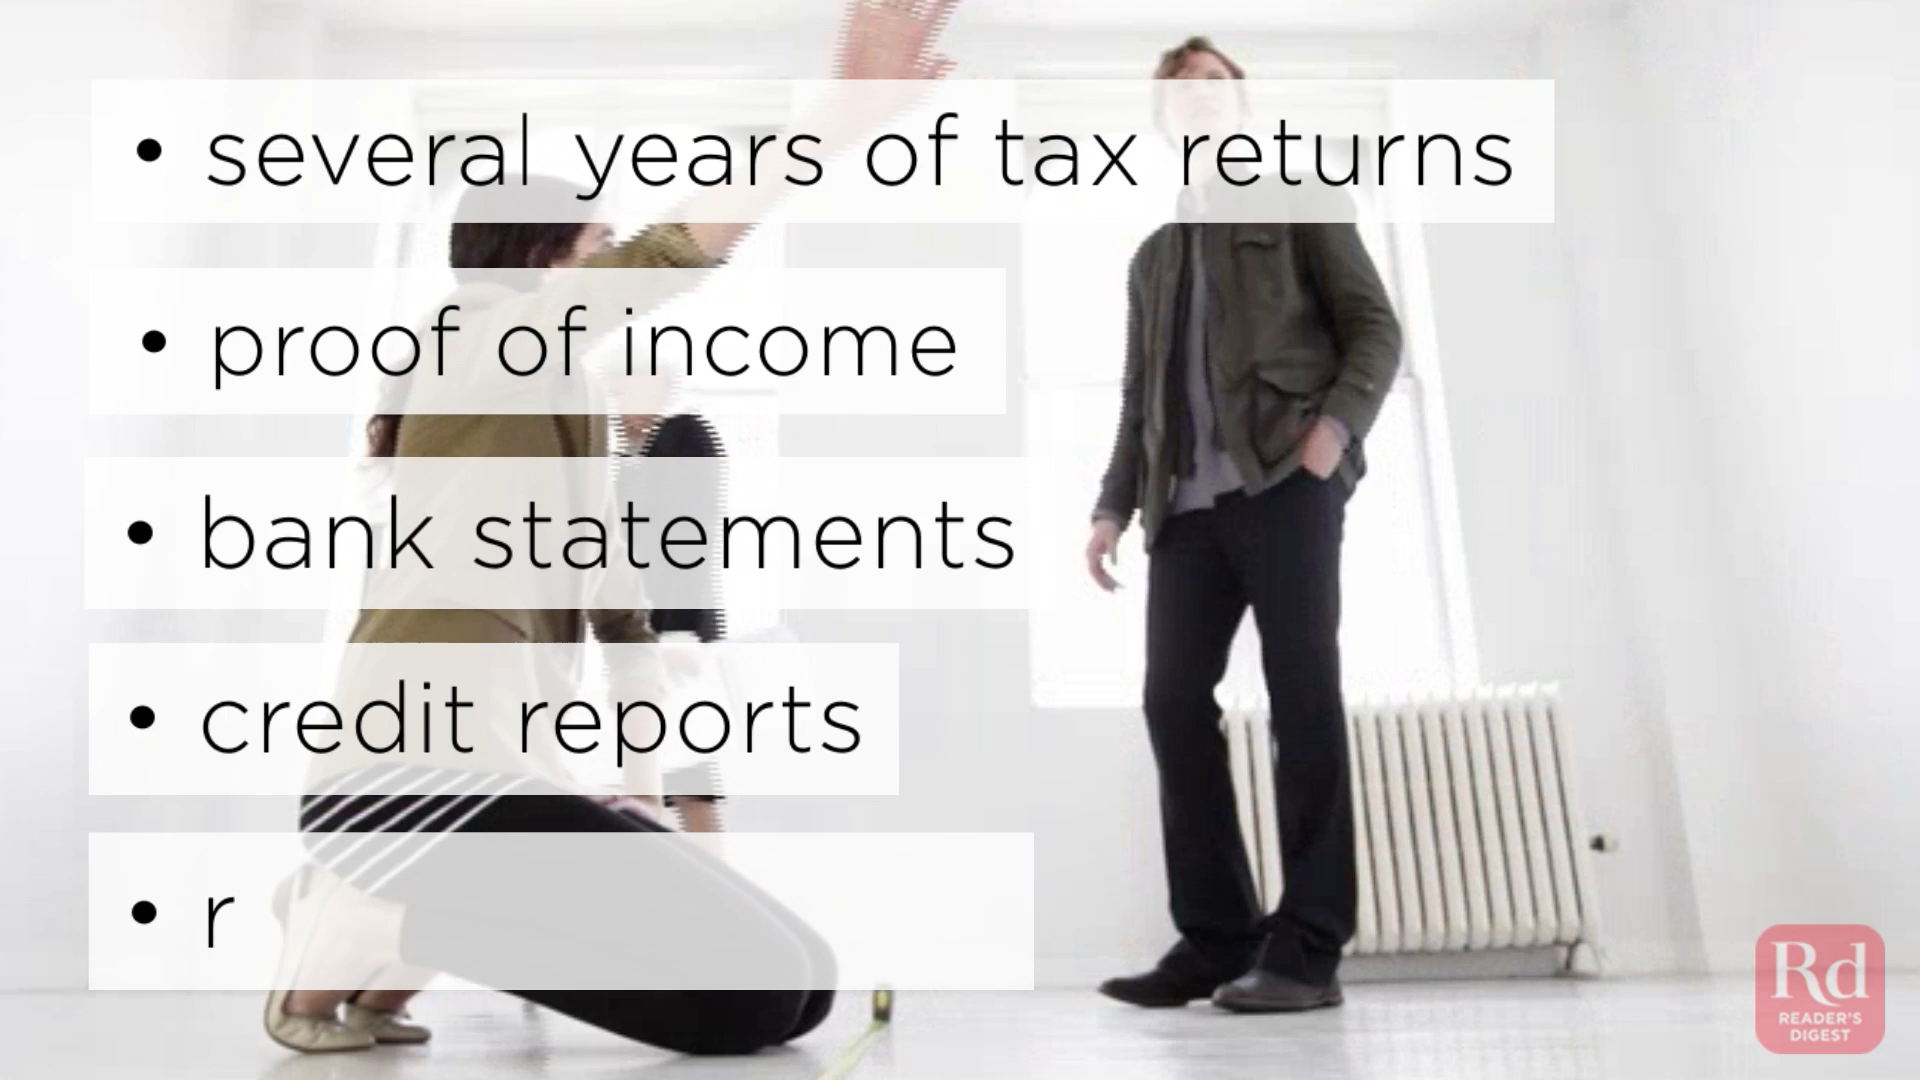 • several years of tax returns
• proof of income
• bank statements
• credit reports
• r
Rd
READER'S
DIGEST